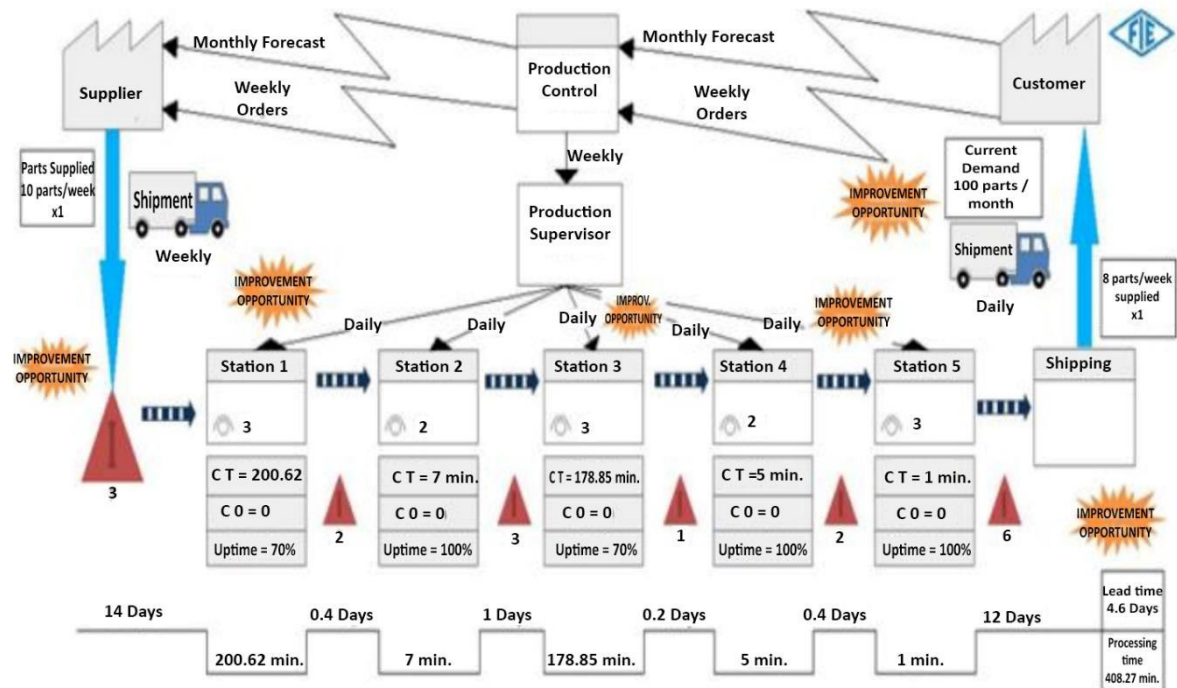 Monthly Forecast
Monthly Forecast
FIE
Supplier
Production
Control
Customer
Weekly
Orders
Weekly
Orders
Weekly
Parts Supplied
10 parts/week
x1
Shipment
Weekly
Production
Supervisor
IMPROVEMENT
OPPORTUNITY
Current
Demand
100 parts /
month
Shipment
Daily
8 parts/week
supplied
x1
IMPROVEMENT
OPPORTUNITY
IMPROV.
OPPORTUNITY
IMPROVEMENT
OPPORTUNITY
IMPROVEMENT
OPPORTUNITY
Daily
Daily
Daily
Daily
Daily
Station 1
Station 2
Station 3
Station 4
Station 5
Shipping
3
2
3
2
3
I
3
C T = 200.62
C T = 7 min.
C T = 178.85 min.
C T =5 min.
C T = 1 min.
C 0 = 0
C 0 = 0
C 0 = 0
C 0 = 0
C 0 = 0
Uptime = 70%
Uptime = 100%
Uptime = 70%
Uptime = 100%
Uptime = 100%
I
I
I
I
I
2
3
1
2
6
IMPROVEMENT
OPPORTUNITY
14 Days
0.4 Days
1 Days
0.2 Days
0.4 Days
12 Days
Lead time
4.6 Days
200.62 min.
7 min.
178.85 min.
5 min.
1 min.
Processing
time
408.27 min.